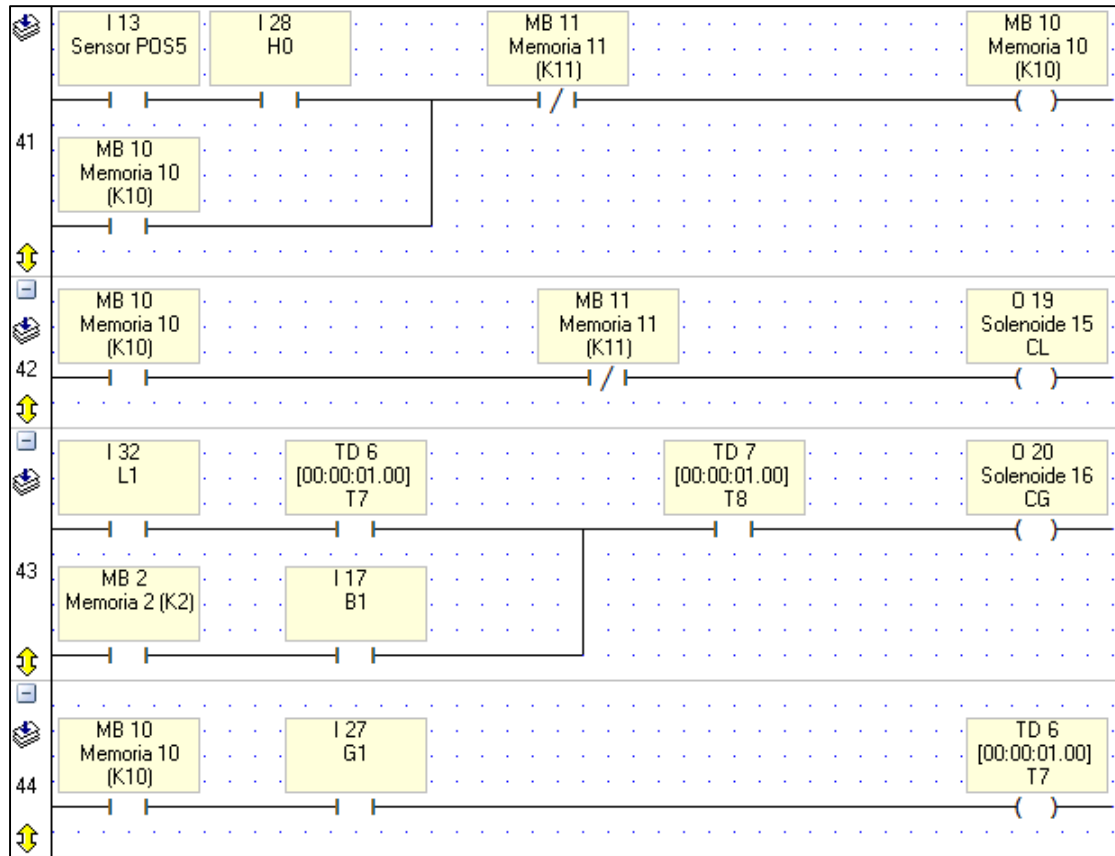 I 13
Sensor POS5
I 28
H0
MB 11
Memoria 11
(K11)
MB 10
Memoria 10
(K10)
41
MB 10
Memoria 10
(K10)
MB 10
Memoria 10
(K10)
MB 11
Memoria 11
(K11)
O 19
Solenoide 15
CL
42
I 32
L1
TD 6
[00:00:01.00]
T7
TD 7
[00:00:01.00]
T8
O 20
Solenoide 16
CG
43
MB 2
Memoria 2 (K2)
I 17
B1
MB 10
Memoria 10
(K10)
I 27
G1
TD 6
[00:00:01.00]
T7
44